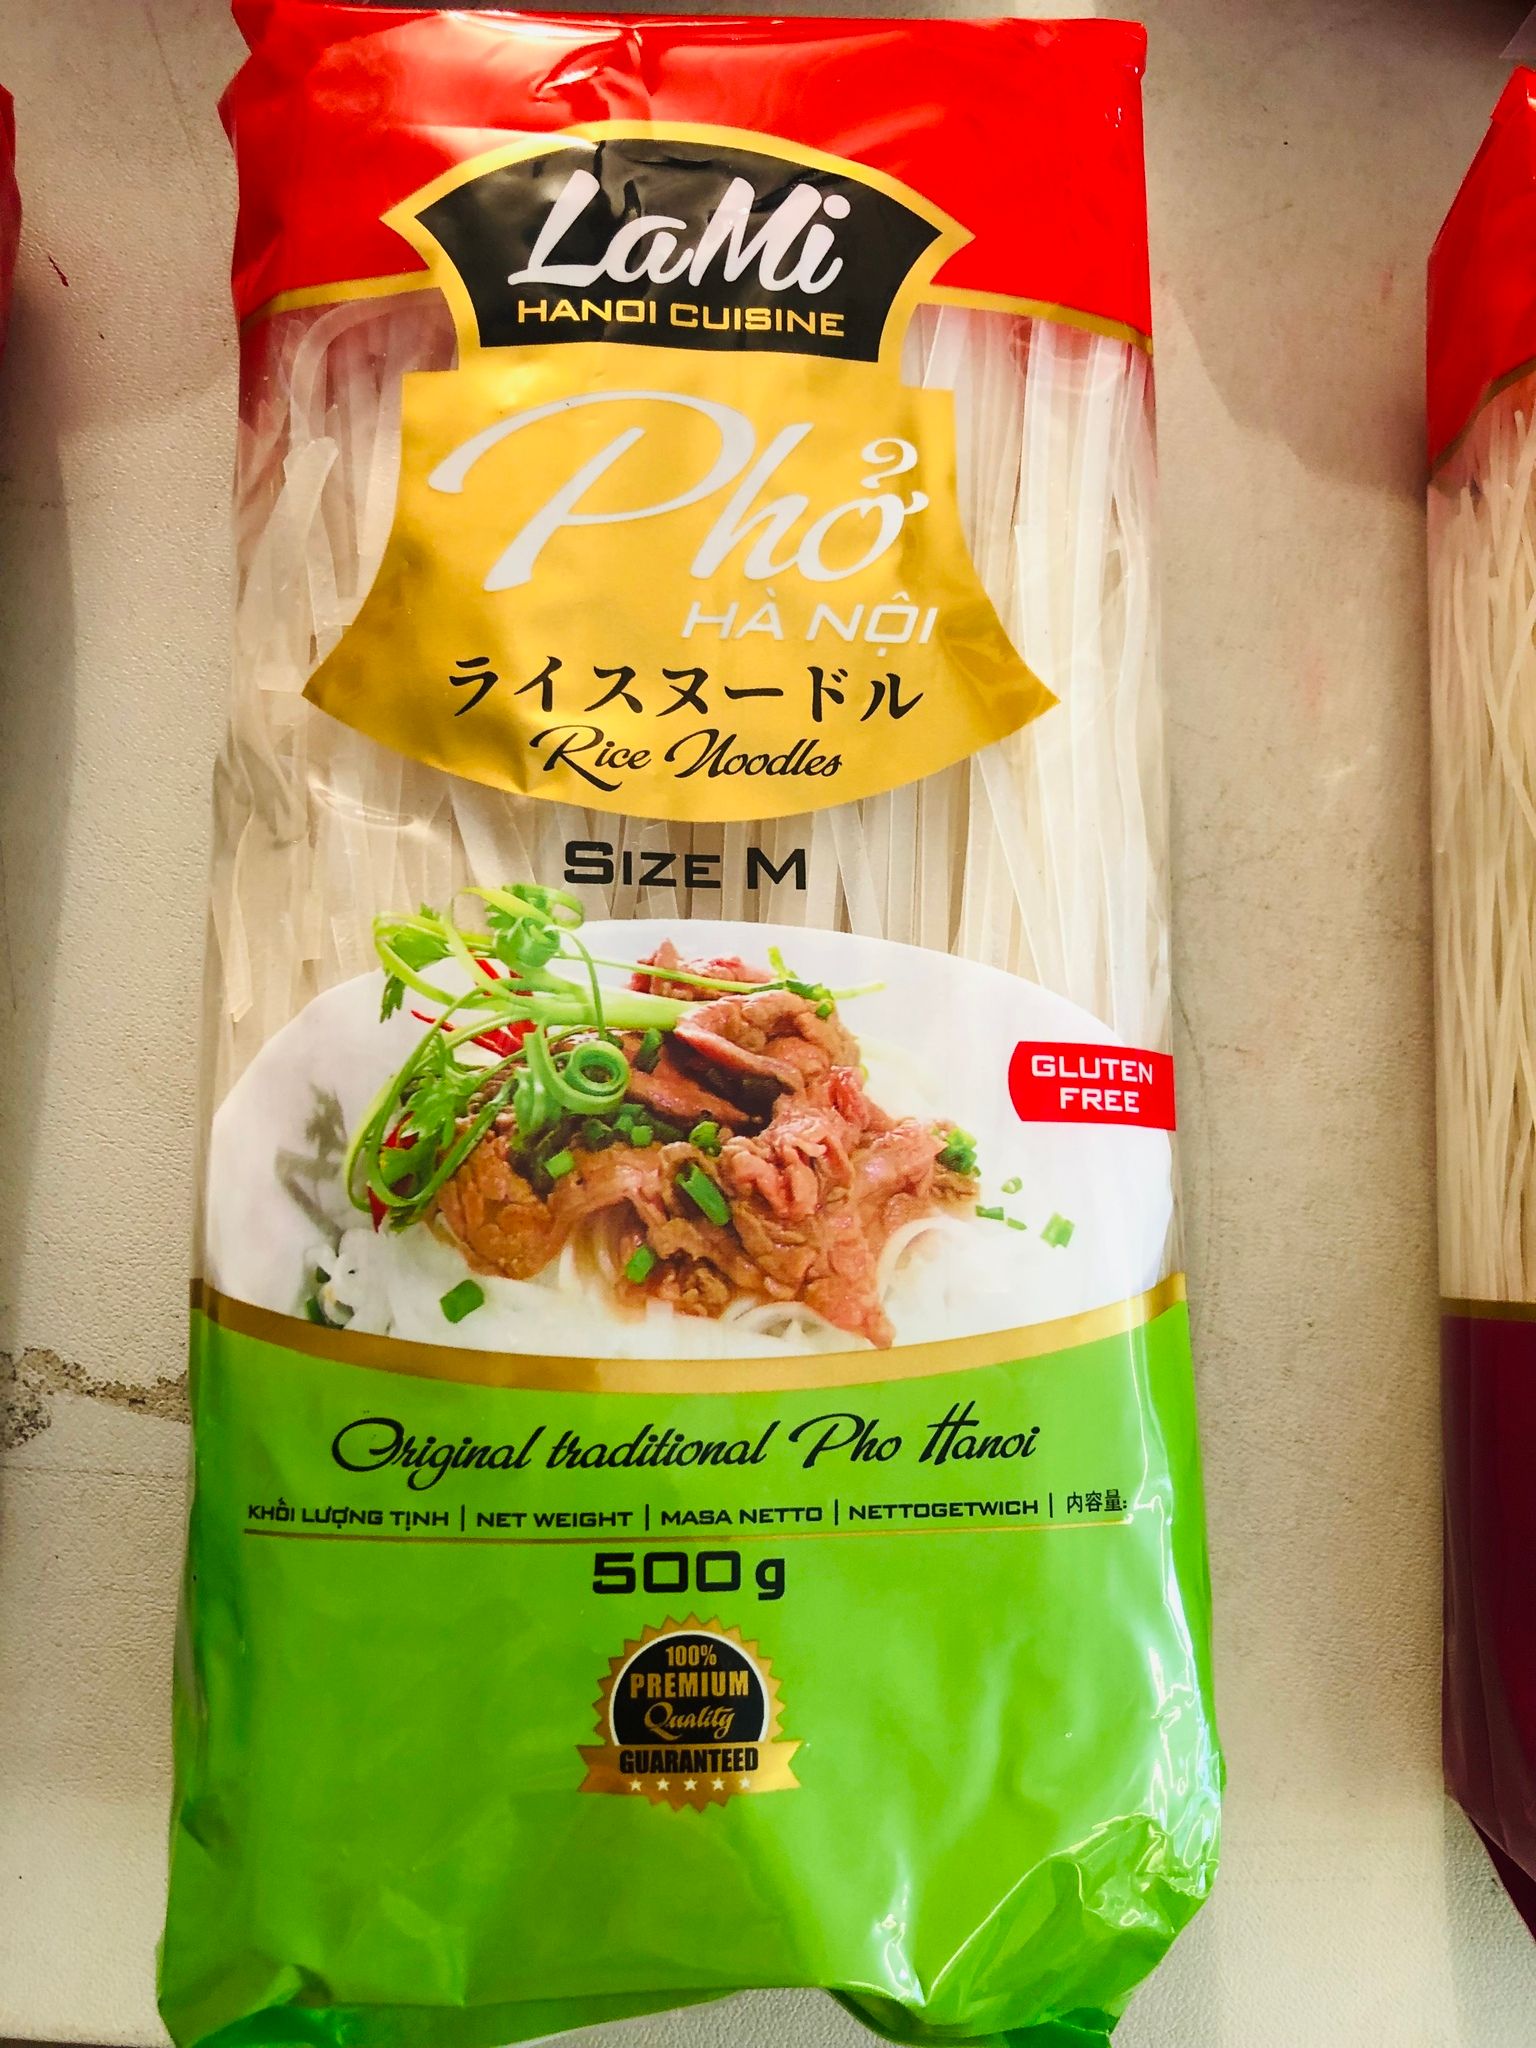 LaMi
HANOI CUISINE
Phở
HÀ NỘI
ライスヌードル
Rice Noodles
SIZE M
GLUTEN
FREE
Original traditional Pho Hanoi
KHỐI LƯỢNG TỊNH | NET WEIGHT | MASA NETTO | NETTOGETWICH | 内容量:
500 g
100%
PREMIUM
Quality
GUARANTEED